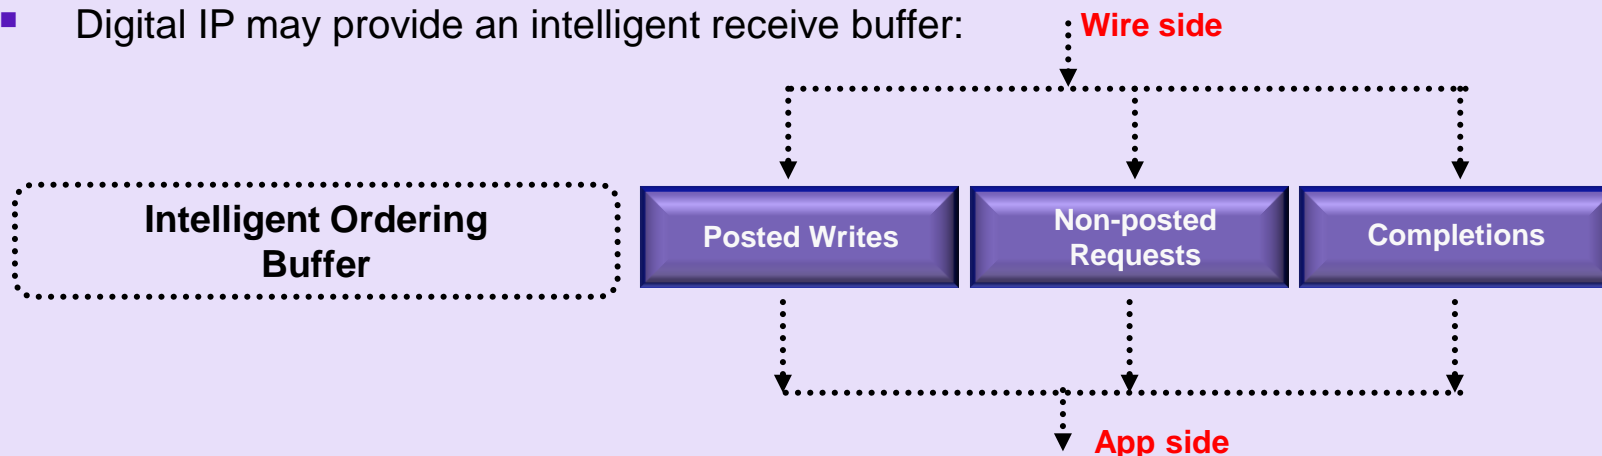 ▪ Digital IP may provide an intelligent receive buffer:
Wire side
Intelligent Ordering
Buffer
Posted Writes
Non-posted
Requests
Completions
App side